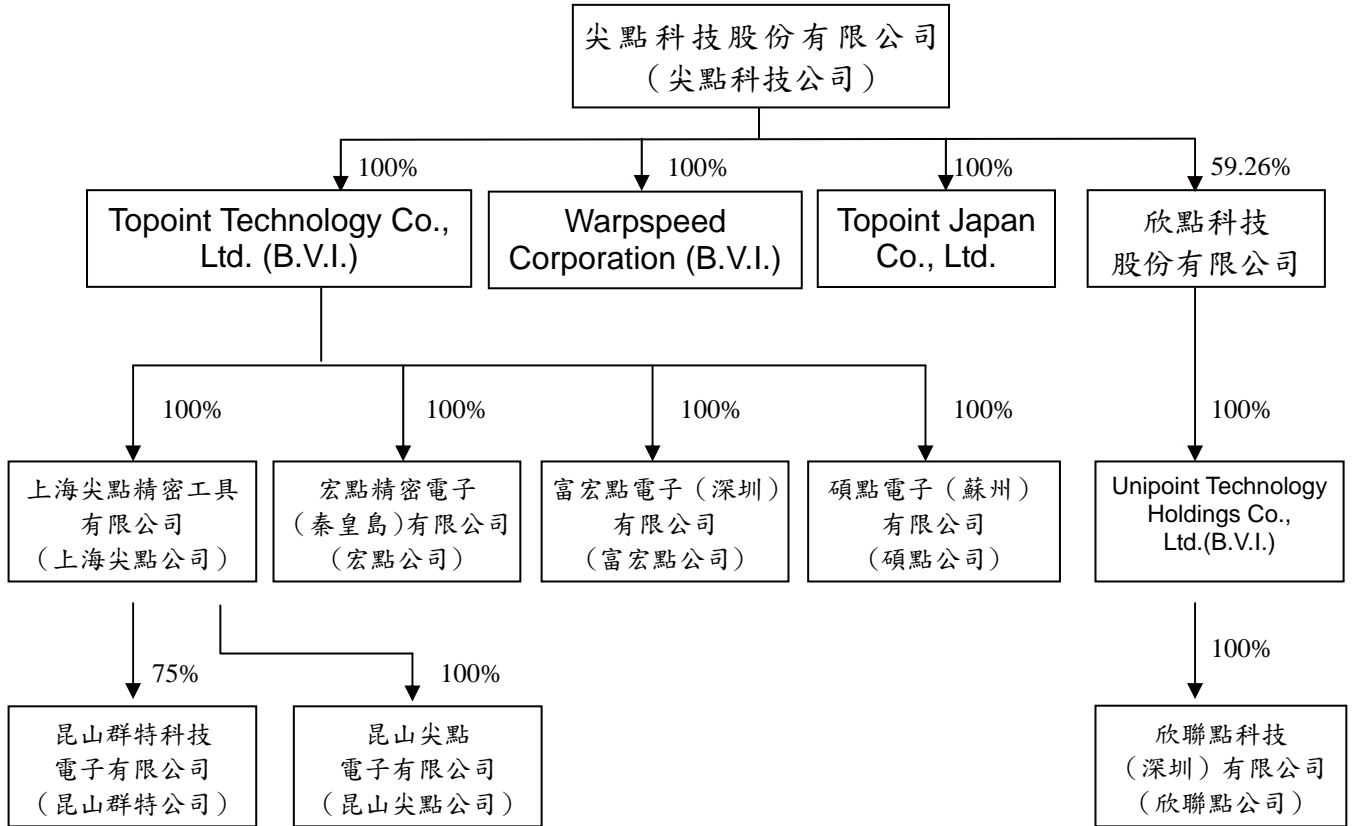 尖點科技股份有限公司
（尖點科技公司）
100%
100%
100%
59.26%
Topoint Technology Co.,
Ltd. (B.V.I.)
Warpspeed
Corporation (B.V.I.)
Topoint Japan
Co., Ltd.
欣點科技
股份有限公司
100%
100%
100%
100%
100%
上海尖點精密工具
有限公司
（上海尖點公司）
宏點精密電子
（秦皇島)有限公司
（宏點公司）
富宏點電子（深圳）
有限公司
（富宏點公司）
碩點電子（蘇州）
有限公司
（碩點公司）
Unipoint Technology
Holdings Co.,
Ltd.(B.V.I.)
75%
100%
100%
昆山群特科技
電子有限公司
（昆山群特公司）
昆山尖點
電子有限公司
（昆山尖點公司）
欣聯點科技
（深圳）有限公司
（欣聯點公司）